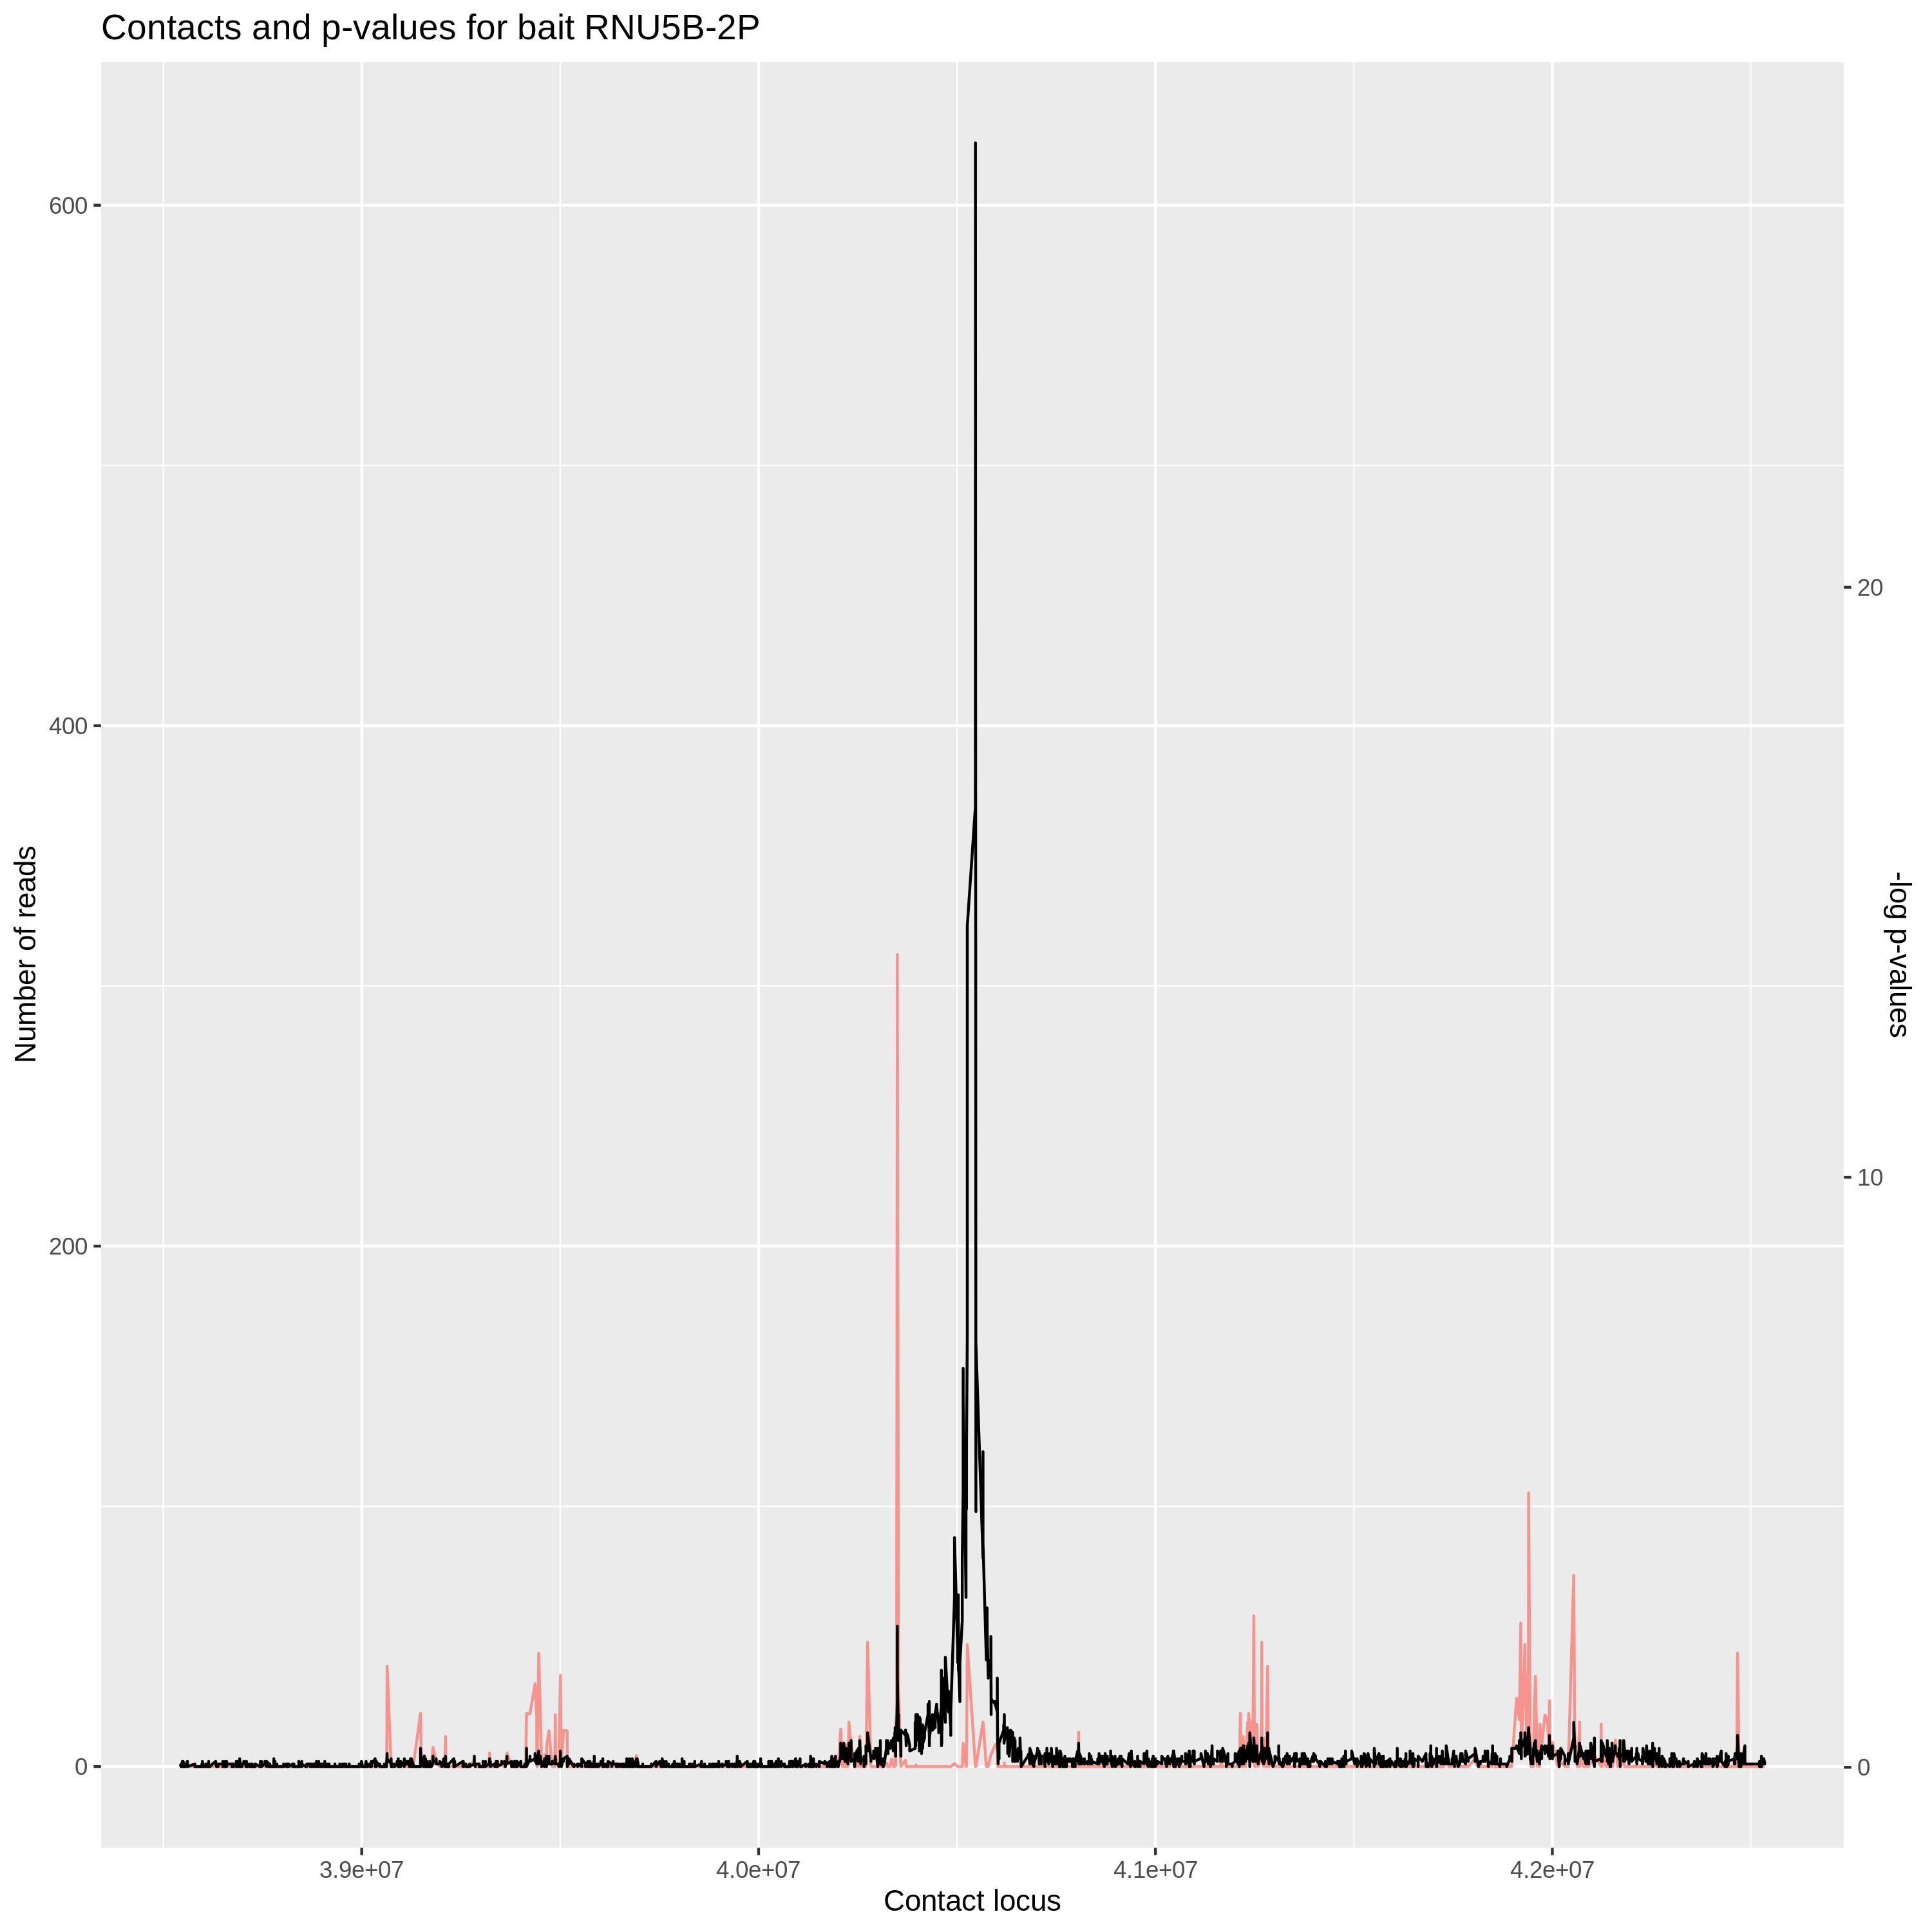 Contacts and p-values for bait RNU5B-2P
600
400
200
0
Number of reads
20
10
0
-log p-values
3.9e+07
4.0e+07
4.1e+07
4.2e+07
Contact locus